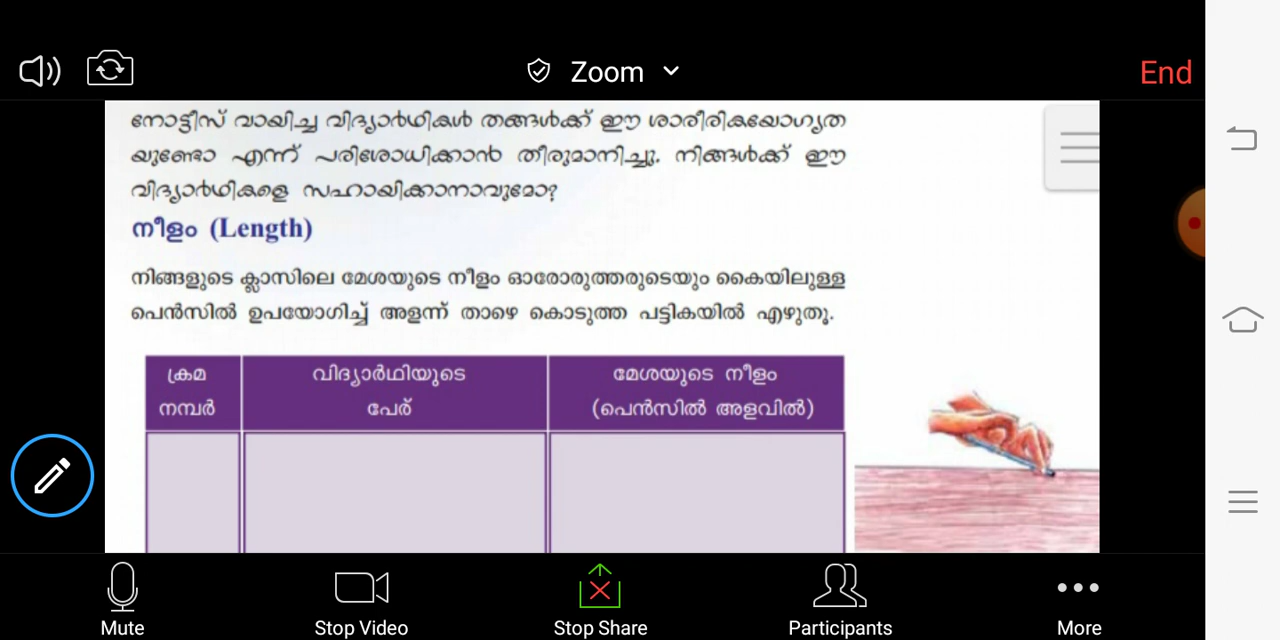 Zoom
End
നോട്ടീസ് വായിച്ച വിദ്യാർഥികൾ തങ്ങൾക്ക് ഈ ശാരീരികയോഗ്യത
യുണ്ടോ എന്ന് പരിശോധിക്കാൻ തീരുമാനിച്ചു. നിങ്ങൾക്ക് ഈ
വിദ്യാർഥികളെ സഹായിക്കാനാവുമോ?
നീളം (Length)
നിങ്ങളുടെ ക്ലാസിലെ മേശയുടെ നീളം ഓരോരുത്തരുടെയും കൈയിലുള്ള
പെൻസിൽ ഉപയോഗിച്ച് അളന്ന് താഴെ കൊടുത്ത പട്ടികയിൽ എഴുതൂ.
ക്രമ
നമ്പർ
വിദ്യാർഥിയുടെ
പേര്
മേശയുടെ നീളം
(പെൻസിൽ അളവിൽ)
Mute
Stop Video
Stop Share
Participants
More